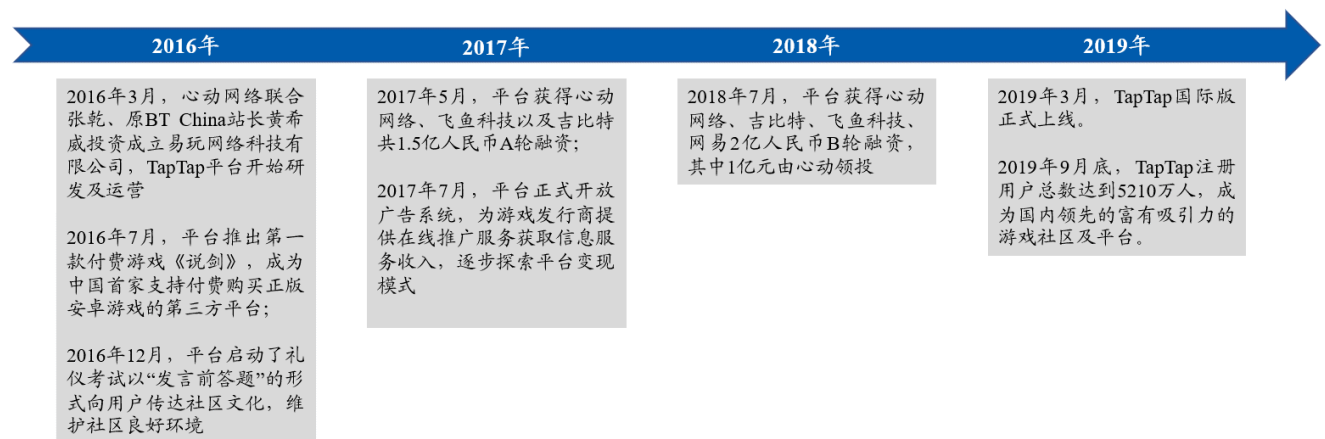 2016年
2017年
2018年
2019年
2016年3月，心动网络联合
张乾、原BT China站长黄希
威投资成立易玩网络科技有
限公司，TapTap平台开始研
发及运营
2016年7月，平台推出第一
款付费游戏《说剑》，成为
中国首家支持付费购买正版
安卓游戏的第三方平台；
2016年12月，平台启动了礼
仪考试以“发言前答题”的形
式向用户传达社区文化，维
护社区良好环境
2017年5月，平台获得心动
网络、飞鱼科技以及吉比特
共1.5亿人民币A轮融资；
2017年7月，平台正式开放
广告系统，为游戏发行商提
供在线推广服务获取信息服
务收入，逐步探索平台变现
模式
2018年7月，平台获得心动
网络、吉比特、飞鱼科技、
网易2亿人民币B轮融资，
其中1亿元由心动领投
2019年3月，TapTap国际版
正式上线。
2019年9月底，TapTap注册
用户总数达到5210万人，成
为国内领先的富有吸引力的
游戏社区及平台。